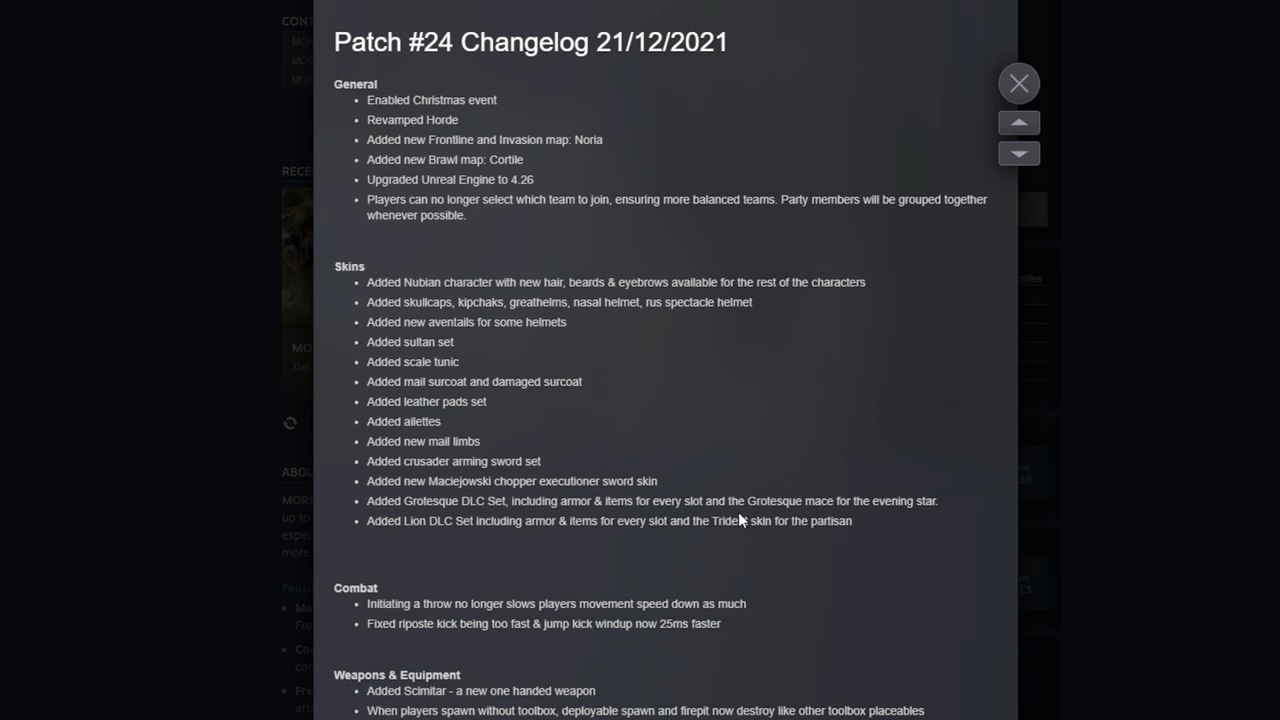 Patch #24 Changelog 21/12/2021
General
• Enabled Christmas event
• Revamped Horde
• Added new Frontline and Invasion map: Noria
• Added new Brawl map: Cortile
• Upgraded Unreal Engine to 4.26
• Players can no longer select which team to join, ensuring more balanced teams. Party members will be grouped together
whenever possible.
Skins
• Added Nubian character with new hair, beards & eyebrows available for the rest of the characters
• Added skullcaps, kipchaks, greathelms, nasal helmet, rus spectacle helmet
• Added new aventails for some helmets
• Added sultan set
• Added scale tunic
• Added mail surcoat and damaged surcoat
• Added leather pads set
• Added ailettes
• Added new mail limbs
• Added crusader arming sword set
• Added new Maciejowski chopper executioner sword skin
• Added Grotesque DLC Set, including armor & items for every slot and the Grotesque mace for the evening star.
• Added Lion DLC Set including armor & items for every slot and the skin for the partisan
Combat
• Initiating a throw no longer slows players movement speed down as much
• Fixed riposte kick being too fast & jump kick windup now 25ms faster
Weapons & Equipment
• Added Scimitar - a new one handed weapon
• When players spawn without toolbox, deployable spawn and firepit now destroy like other toolbox placeables